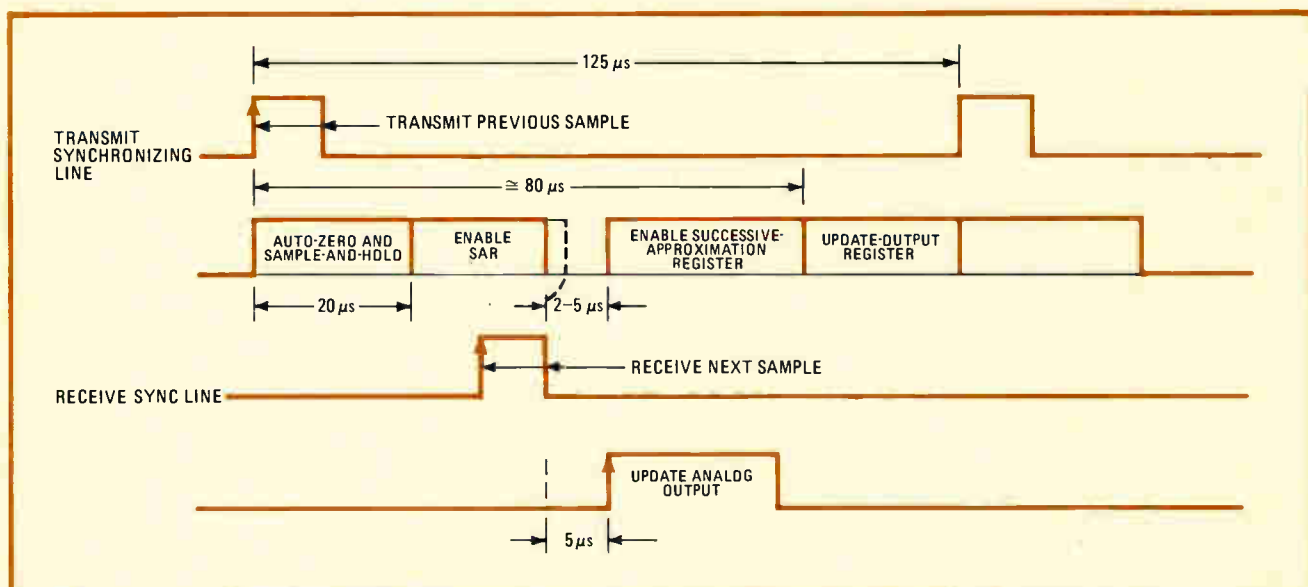 125 μs
TRANSMIT PREVIOUS SAMPLE
TRANSMIT
SYNCHRONIZING
LINE
≅ 80 μs
AUTO-ZERO AND
SAMPLE-AND-HOLD
ENABLE
SAR
ENABLE SUCCESSIVE-
APPROXIMATION
REGISTER
UPDATE-OUTPUT
REGISTER
20 μs
2–5 μs
RECEIVE NEXT SAMPLE
RECEIVE SYNC LINE
UPDATE ANALOG
OUTPUT
5 μs